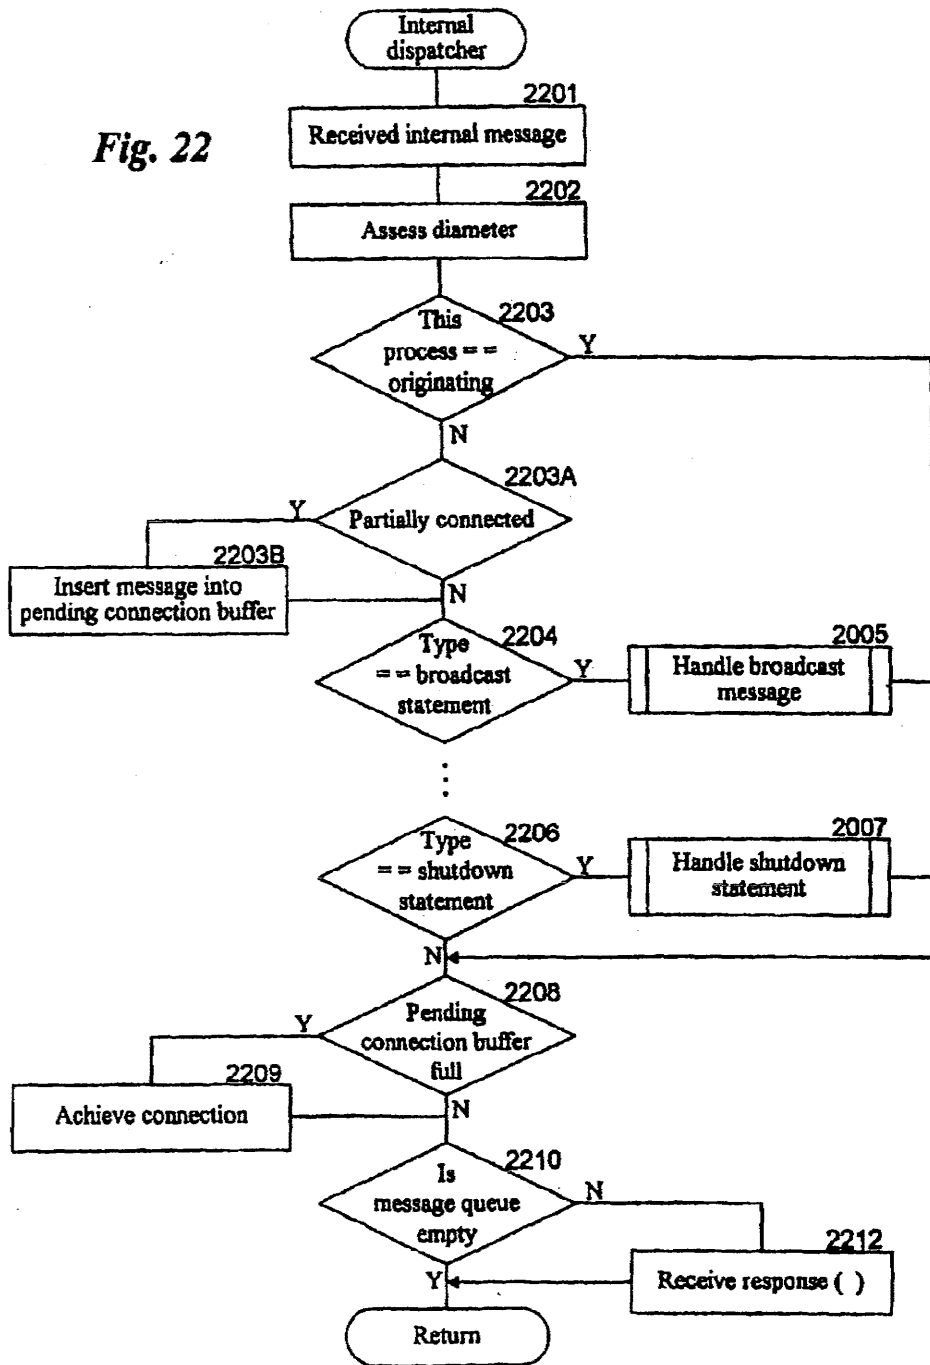 Internal
dispatcher
2201
Received internal message
Fig. 22
2202
Assess diameter
2203
This
process = =
originating
Y
N
2203A
Partially connected
Y
2203B
Insert message into
pending connection buffer
N
2204
Type
= = broadcast
statement
Y
2005
Handle broadcast
message
2206
Type
= = shutdown
statement
Y
2007
Handle shutdown
statement
N
2208
Pending
connection buffer
full
Y
2209
Achieve connection
N
2210
Is
message queue
empty
N
2212
Receive response ( )
Y
Return